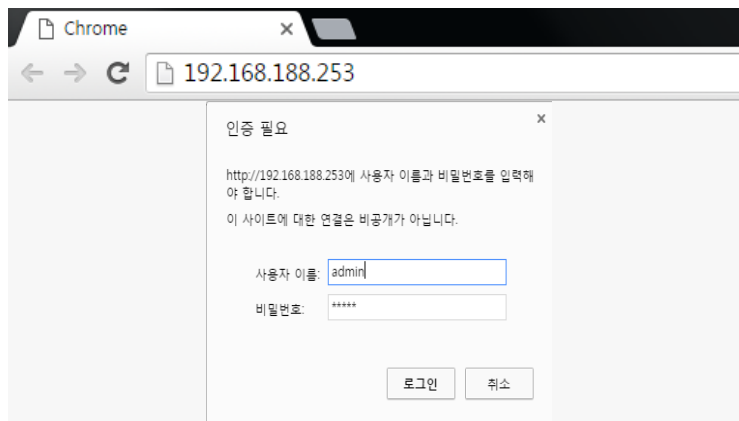 Chrome
192.168.188.253
인증 필요
http://192.168.188.253에 사용자 이름과 비밀번호를 입력해
야 합니다.
이 사이트에 대한 연결은 비공개가 아닙니다.
사용자 이름: admin
비밀번호: *****
로그인 취소